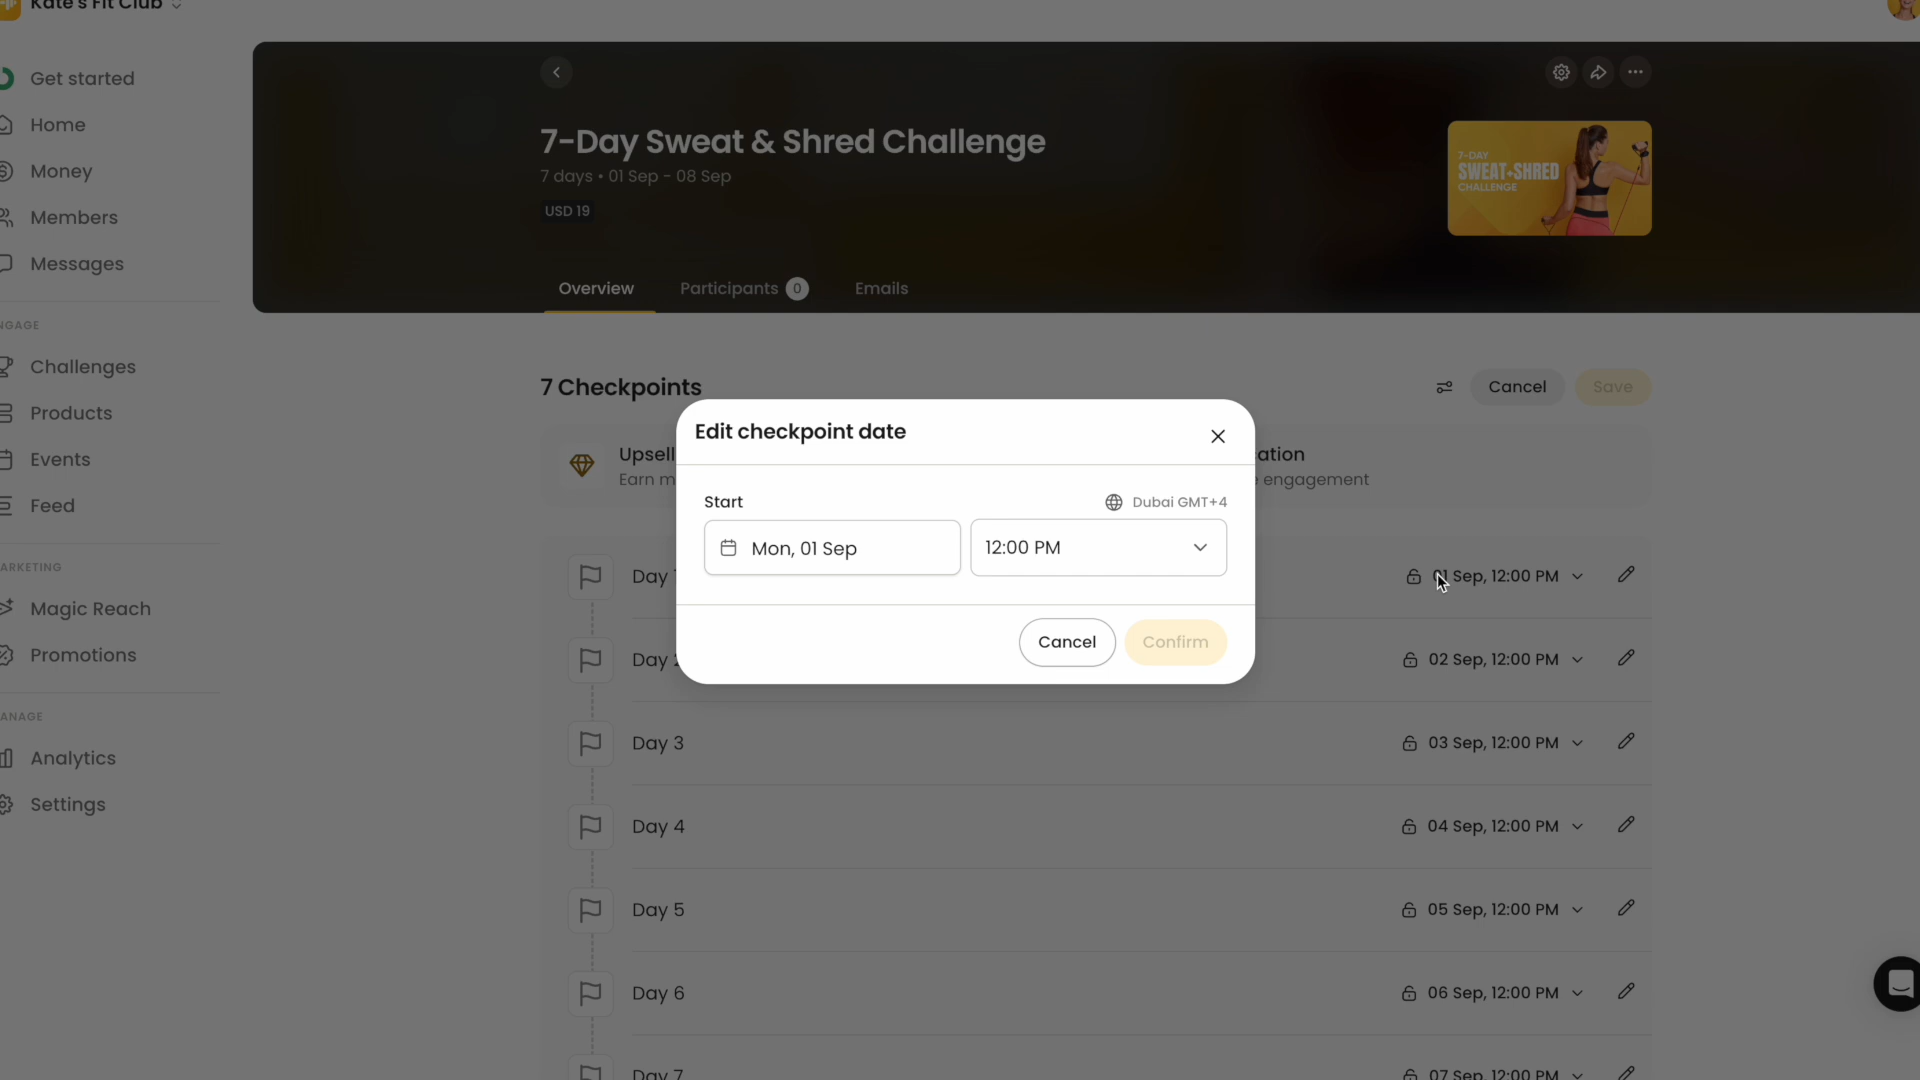 Kate's Fit Club
Get started
Home
Money
Members
Messages
NGAGE
Challenges
Products
Events
Feed
ARKETING
Magic Reach
Promotions
ANAGE
Analytics
Settings
7-Day Sweat & Shred Challenge
7 days • 01 Sep - 08 Sep
USD 19
7-DAY
SWEAT+SHRED
CHALLENGE
Overview
Participants 0
Emails
7 Checkpoints
Cancel
Save
Upsell
Earn m
ation
engagement
Edit checkpoint date
Start
Dubai GMT+4
Mon, 01 Sep
12:00 PM
Cancel
Confirm
Day
01 Sep, 12:00 PM
Day 2
02 Sep, 12:00 PM
Day 3
03 Sep, 12:00 PM
Day 4
04 Sep, 12:00 PM
Day 5
05 Sep, 12:00 PM
Day 6
06 Sep, 12:00 PM
Day 7
07 Sep, 12:00 PM